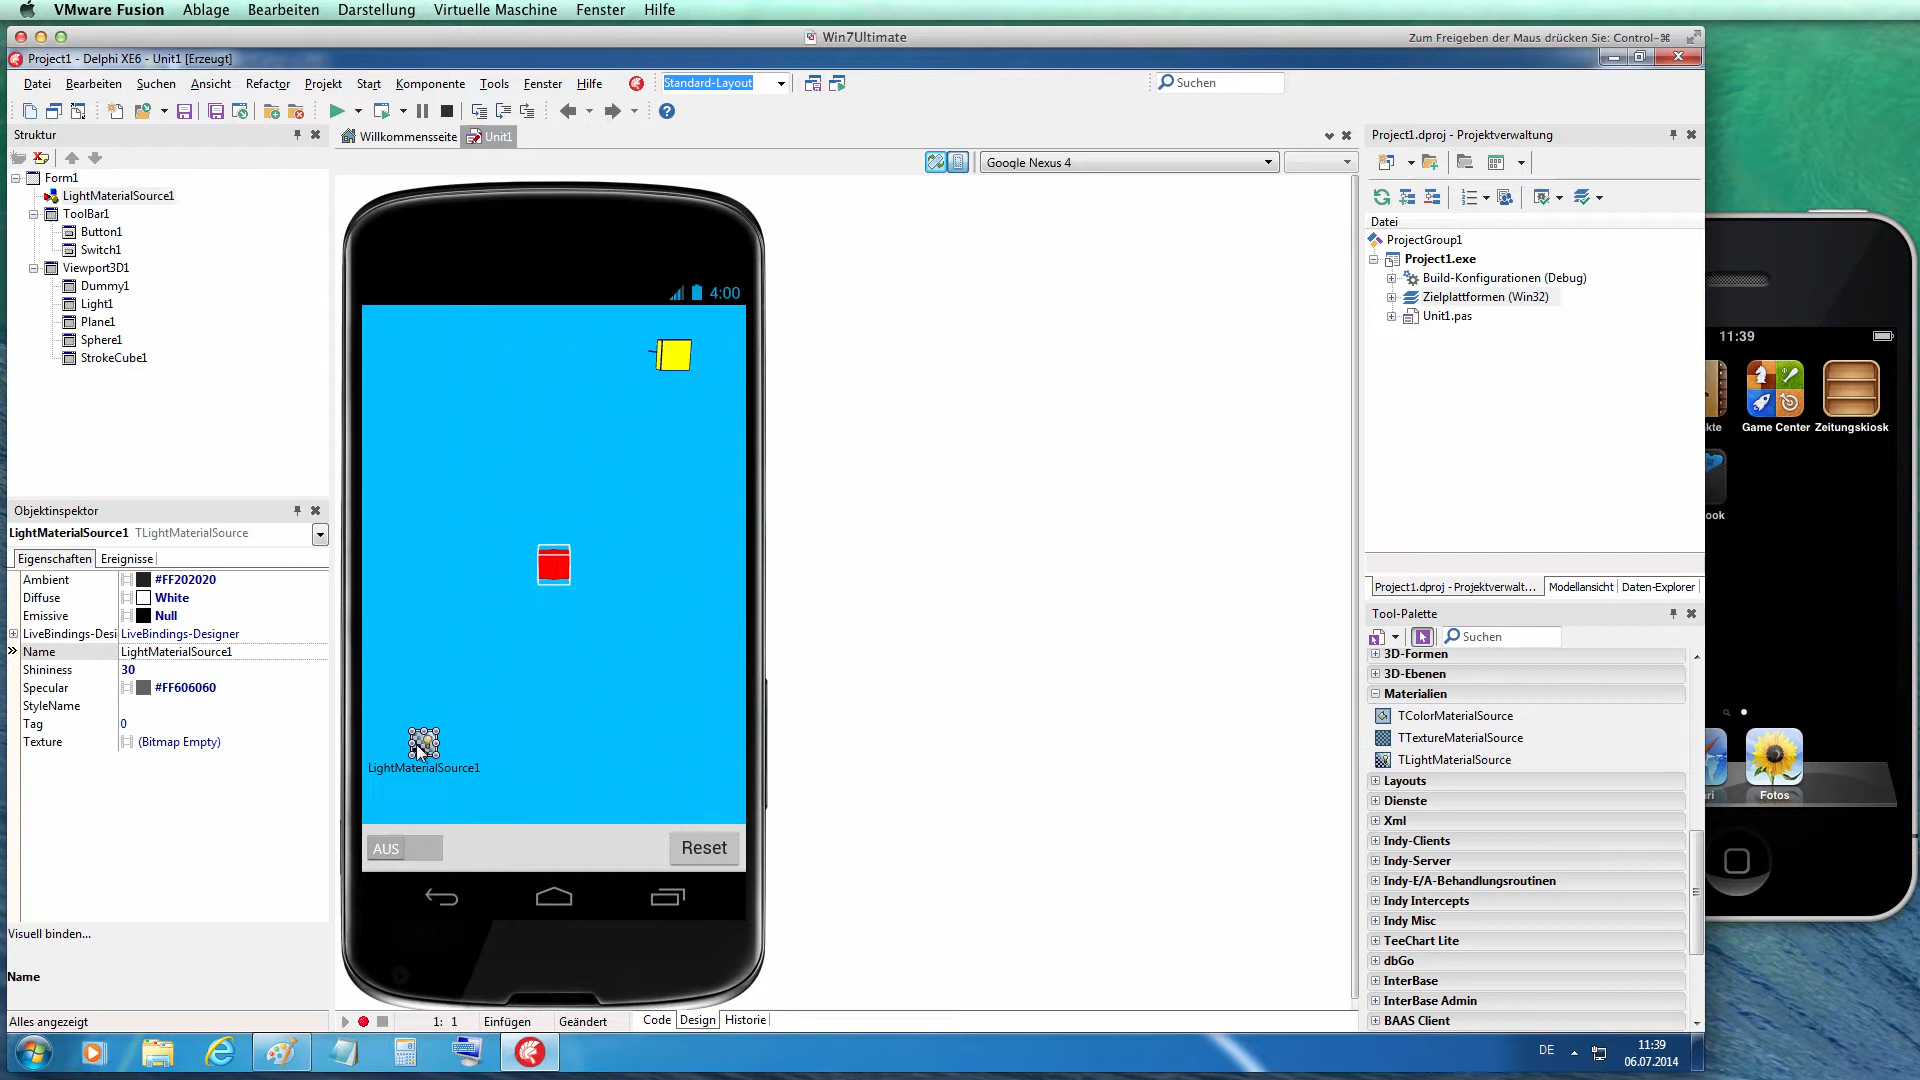 VMware Fusion Ablage Bearbeiten Darstellung Virtuelle Maschine Fenster Hilfe
Win7Ultimate
Zum Freigeben der Maus drücken Sie: Control-⌘
Project1 - Delphi XE6 - Unit1 [Erzeugt]
Datei Bearbeiten Suchen Ansicht Refactor Projekt Start Komponente Tools Fenster Hilfe
Standard-Layout
Suchen
Struktur
Willkommensseite
Unit1
Project1.dproj - Projektverwaltung
Google Nexus 4
Form1
LightMaterialSource1
ToolBar1
Button1
Switch1
Viewport3D1
Dummy1
Light1
Plane1
Sphere1
StrokeCube1
4:00
Datei
ProjectGroup1
Project1.exe
Build-Konfigurationen (Debug)
Zielplattformen (Win32)
Unit1.pas
11:39
kte
Game Center
Zeitungskiosk
ook
Objektinspektor
LightMaterialSource1 TLightMaterialSource
Eigenschaften Ereignisse
Ambient #FF202020
Diffuse White
Emissive Null
LiveBindings-Desi LiveBindings-Designer
Name LightMaterialSource1
Shininess 30
Specular #FF606060
StyleName
Tag 0
Texture (Bitmap Empty)
LightMaterialSource1
AUS
Reset
Visuell binden...
Name
Alles angezeigt
1: 1
Einfügen
Geändert
Code Design Historie
Project1.dproj - Projektverwalt...
Modellansicht
Daten-Explorer
Tool-Palette
Suchen
3D-Formen
3D-Ebenen
Materialien
TColorMaterialSource
TTextureMaterialSource
TLightMaterialSource
Layouts
Dienste
Xml
Indy-Clients
Indy-Server
Indy-E/A-Behandlungsroutinen
Indy Intercepts
Indy Misc
TeeChart Lite
dbGo
InterBase
InterBase Admin
BAAS Client
ri
Fotos
DE
11:39
06.07.2014